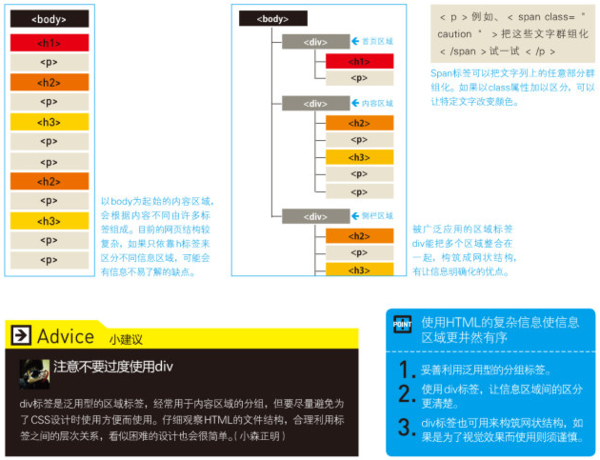 <body>
<h1>
<p>
<h2>
<p>
<h3>
<p>
<p>
<h2>
<p>
<h3>
<p>
<p>
以body为起始的内容区域，
会根据内容不同由许多标
签组成。目前的网页结构较
复杂，如果只依靠h标签来
区分不同信息区域，可能会
有信息不易了解的缺点。
<body>
<div>
首页区域
<h1>
<p>
<div>
内容区域
<h2>
<p>
<h3>
<p>
<p>
<div>
侧栏区域
<h2>
<p>
<h3>
被广泛应用的区域标签
div能把多个区域整合在
一起，构筑成网状结构，
有让信息明确化的优点。
< p > 例如、< span class= "
caution " > 把这些文字群组化
< /span > 试一试 < /p >
Span标签可以把文字列上的任意部分群
组化。如果以class属性加以区分，可以
让特定文字改变颜色。
Advice 小建议
注意不要过度使用div
div标签是泛用型的区域标签，经常用于内容区域的分组，但要尽量避免为
了CSS设计时使用方便而使用。仔细观察HTML的文件结构，合理利用标
签之间的层次关系，看似困难的设计也会很简单。（小森正明）
POINT
使用HTML的复杂信息使信息
区域更井然有序
1. 妥善利用泛用型的分组标签。
2. 使用div标签，让信息区域间的区分
更清楚。
3. div标签也可用来构筑网状结构，如
果是为了视觉效果而使用则须谨慎。